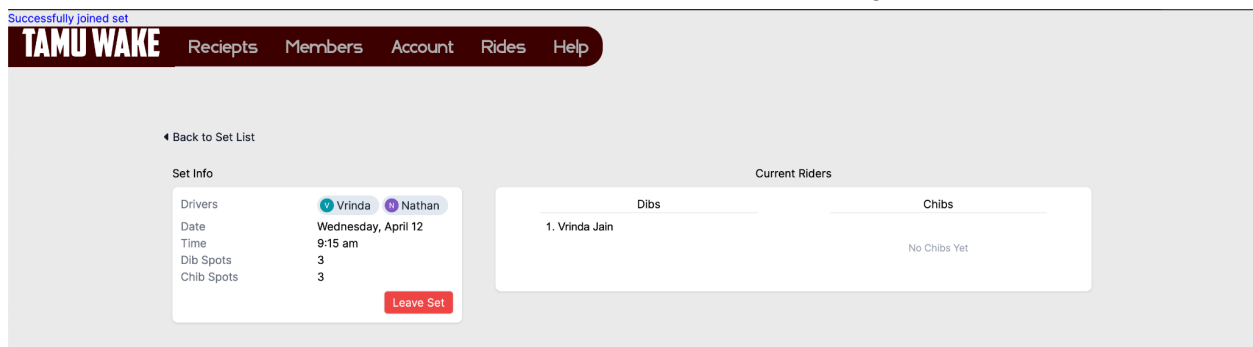 Successfully joined set
TAMU WAKE Reciepts Members Account Rides Help
Back to Set List
Set Info
Drivers V Vrinda N Nathan
Date Wednesday, April 12
Time 9:15 am
Dib Spots 3
Chib Spots 3
Leave Set
Current Riders
Dibs Chibs
1. Vrinda Jain
No Chibs Yet